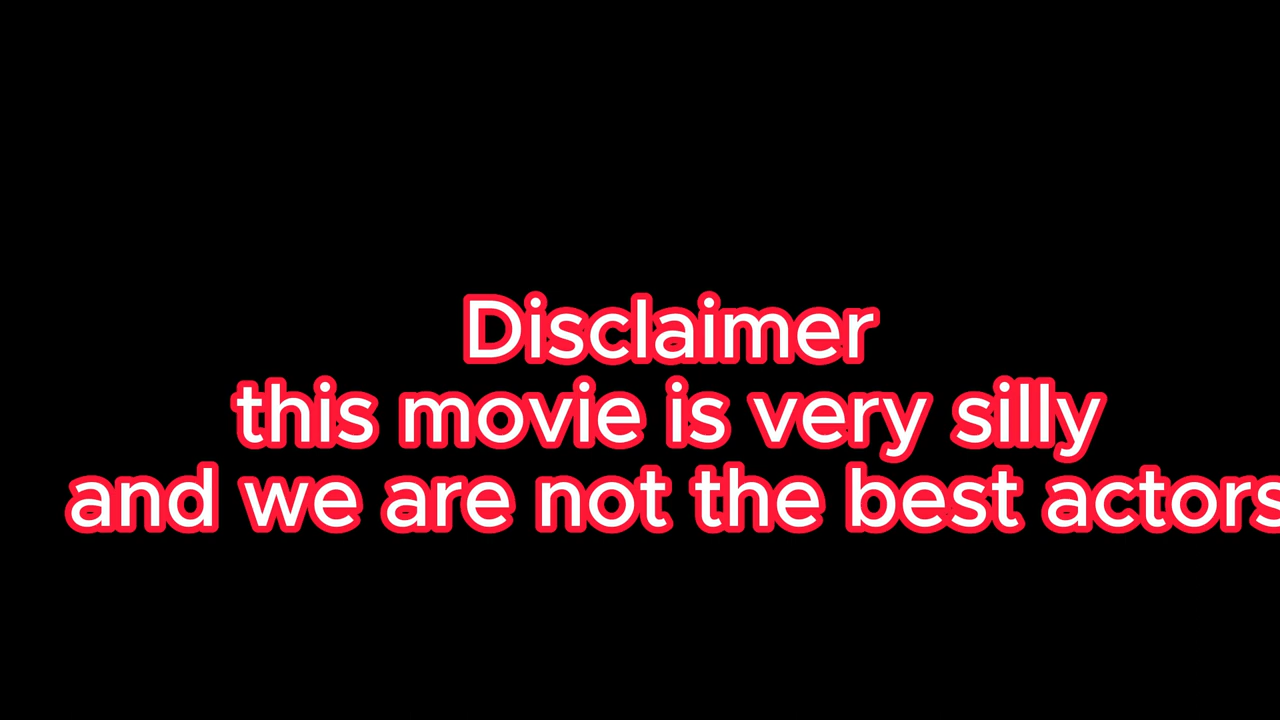 Disclaimer
this movie is very silly
and we are not the best actors